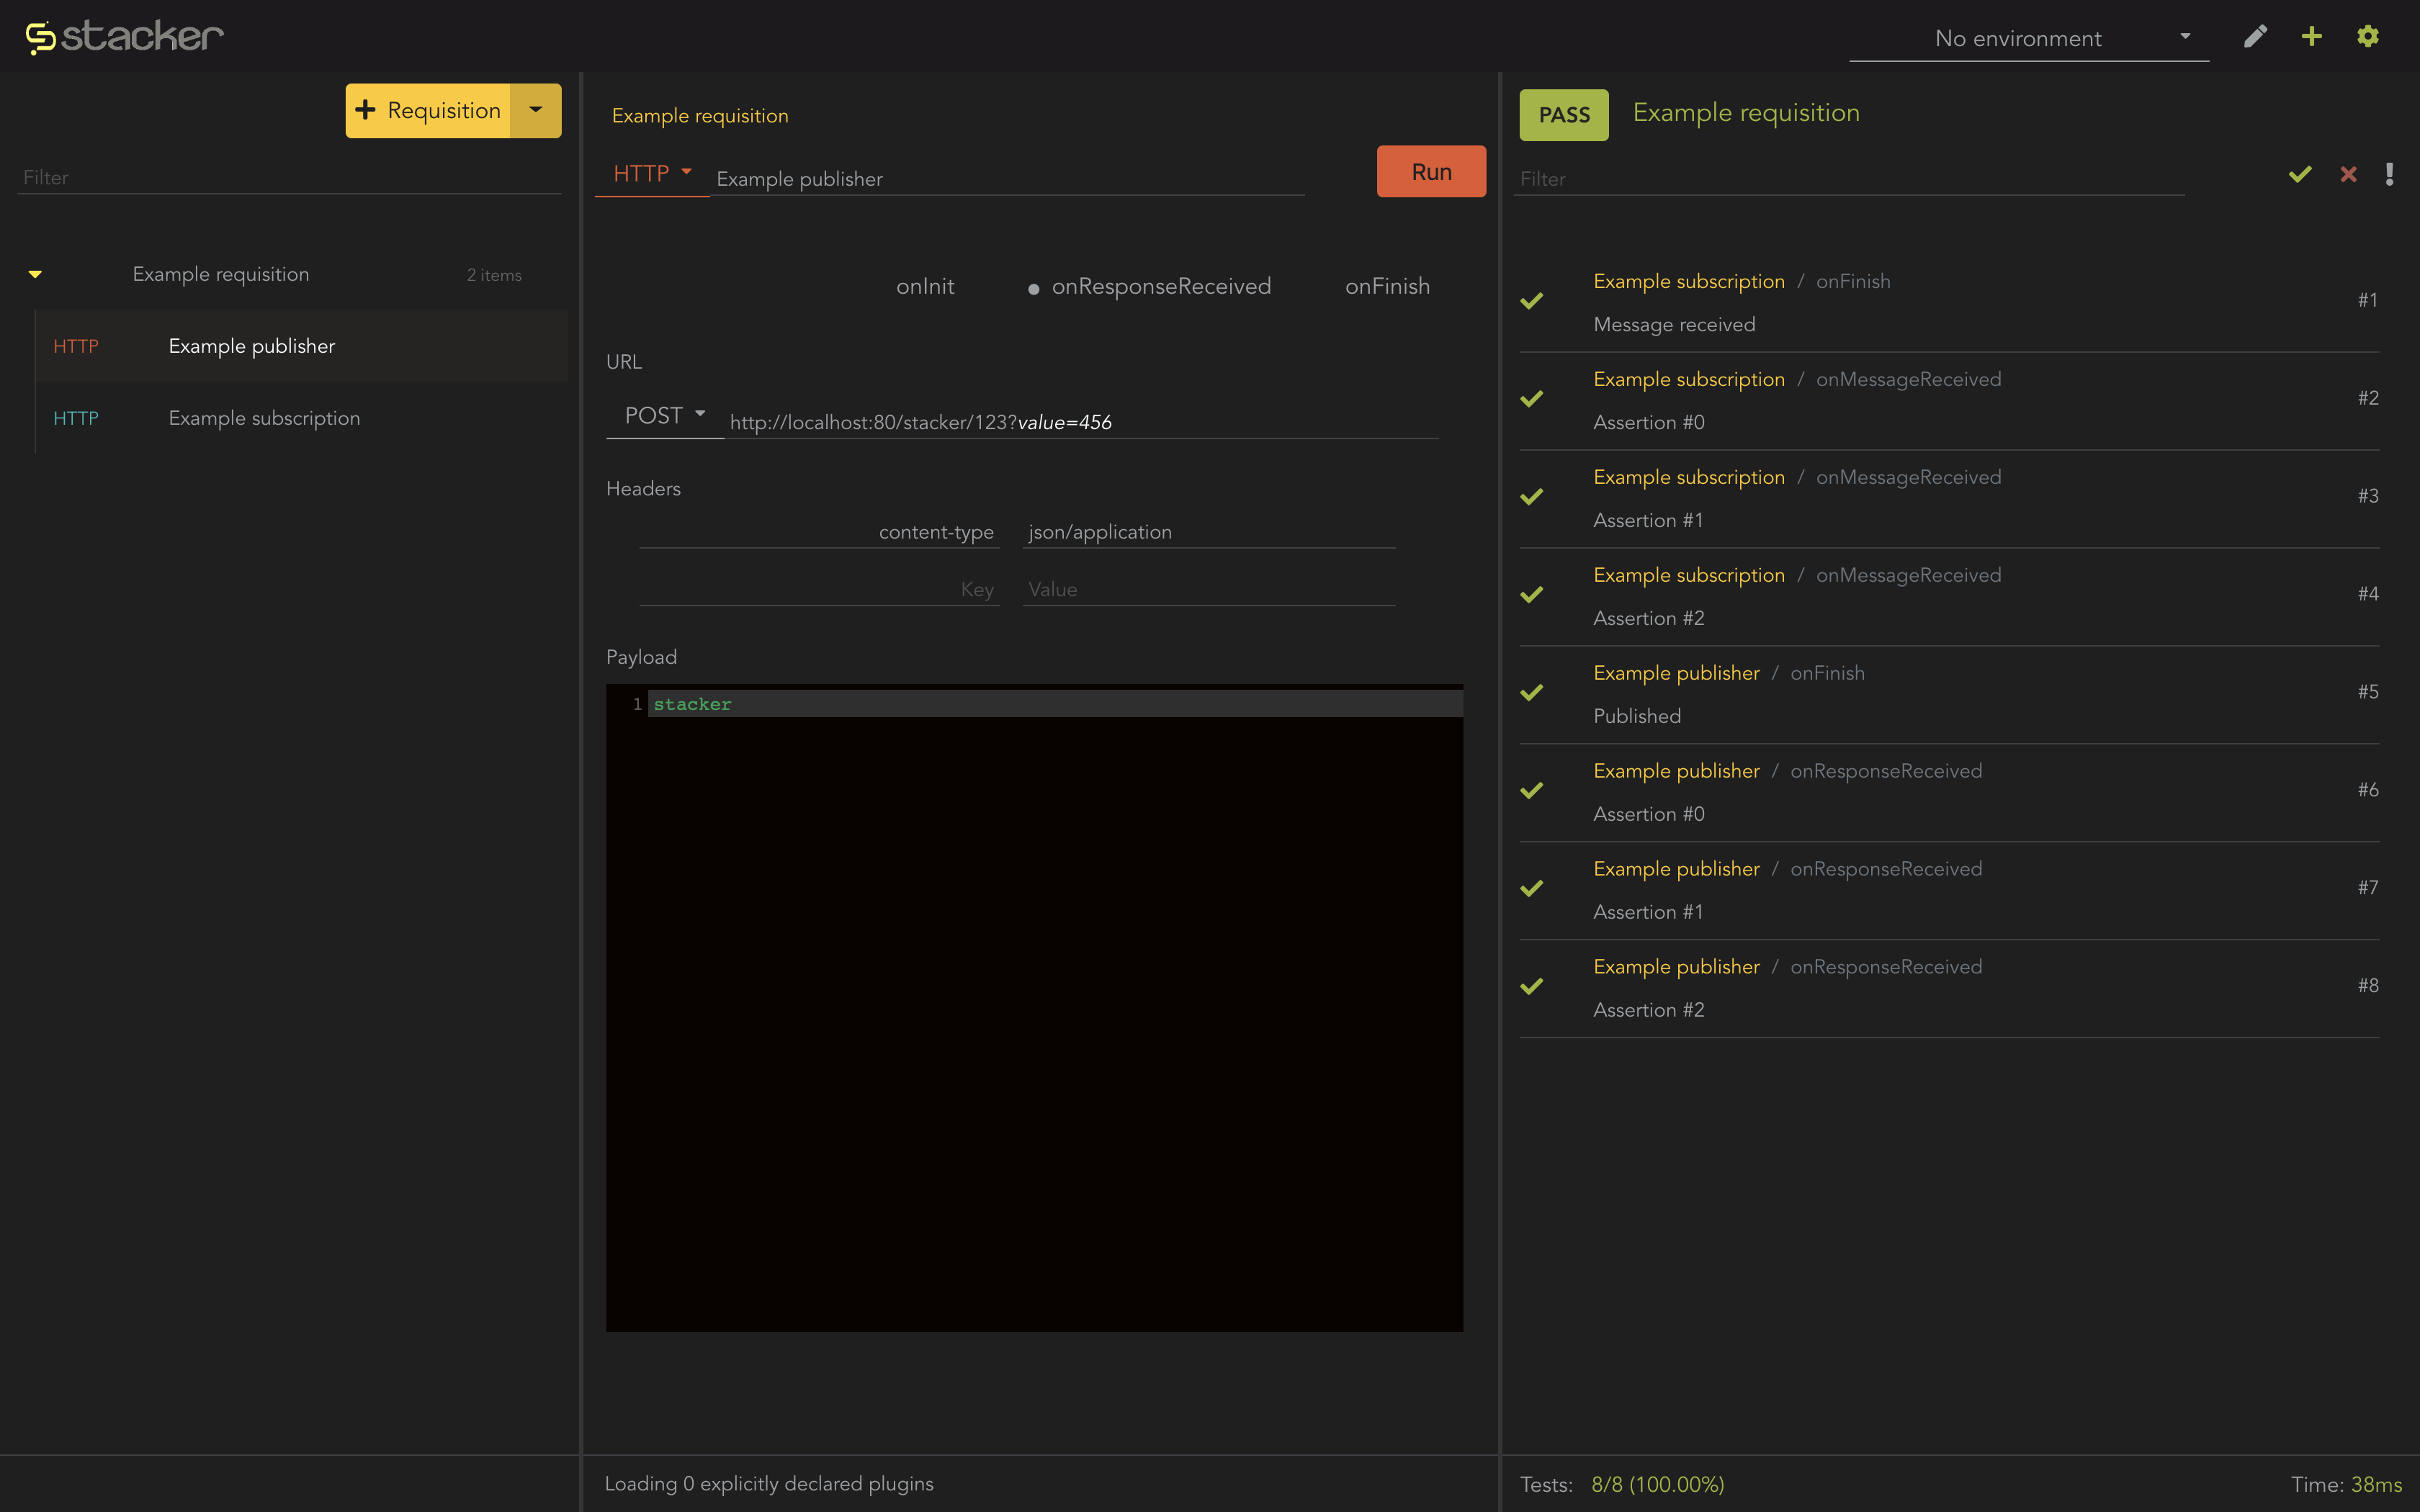 stacker
No environment
Requisition
Filter
Example requisition
2 items
HTTP
Example publisher
HTTP
Example subscription
Example requisition
HTTP
Example publisher
Run
onInit
onResponseReceived
onFinish
URL
POST
http://localhost:80/stacker/123?value=456
Headers
content-type
json/application
Key
Value
Payload
1 stacker
Loading 0 explicitly declared plugins
PASS
Example requisition
Filter
Example subscription / onFinish
Message received
#1
Example subscription / onMessageReceived
Assertion #0
#2
Example subscription / onMessageReceived
Assertion #1
#3
Example subscription / onMessageReceived
Assertion #2
#4
Example publisher / onFinish
Published
#5
Example publisher / onResponseReceived
Assertion #0
#6
Example publisher / onResponseReceived
Assertion #1
#7
Example publisher / onResponseReceived
Assertion #2
#8
Tests: 8/8 (100.00%)
Time: 38ms